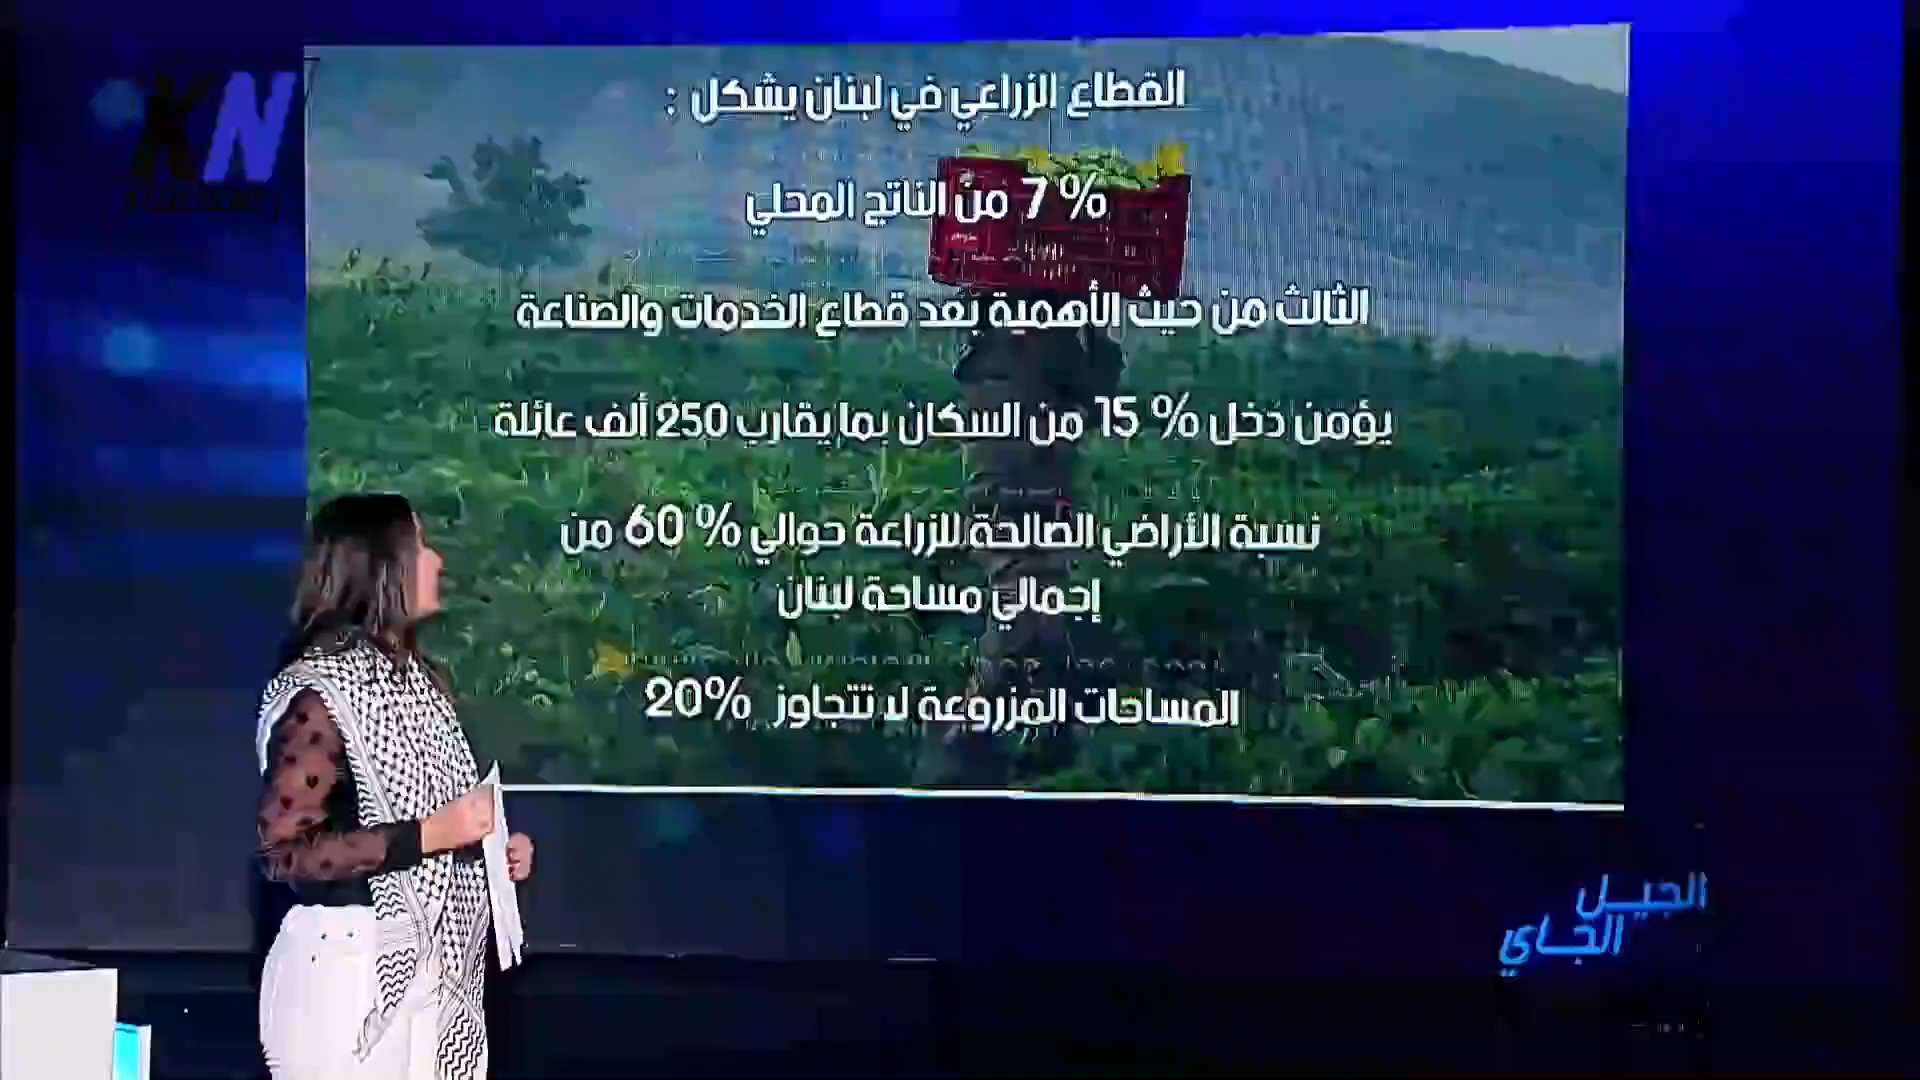 KN
القطاع الزراعي في لبنان يشكل :
7 % من الناتج المحلي
الثالث من حيث الأهمية بعد قطاع الخدمات والصناعة
يؤمن دخل % 15 من السكان بما يقارب 250 ألف عائلة
نسبة الأراضي الصالحة للزراعة حوالي % 60 من
إجمالي مساحة لبنان
المساحات المزروعة لا تتجاوز 20%
الجيل
الجاي